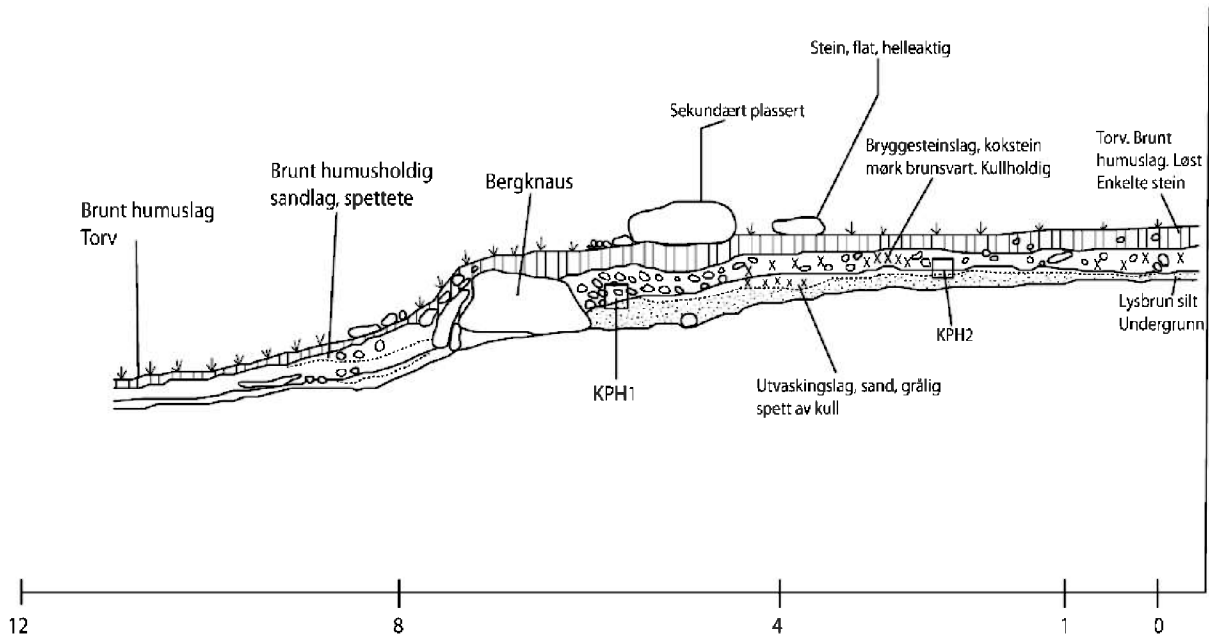 Stein, flat, helleaktig
Sekundært plassert
Bryggesteinslag, kokstein
mørk brunsvart. Kullholdig
Torv. Brunt
humuslag. Løst
Enkelte stein
Brunt humusholdig
sandlag, spettete
Bergknaus
Brunt humuslag
Torv
Lysbrun silt
Undergrunn
KPH2
KPH1
Utvaskingslag, sand, grålig
spett av kull
12
8
4
1
0